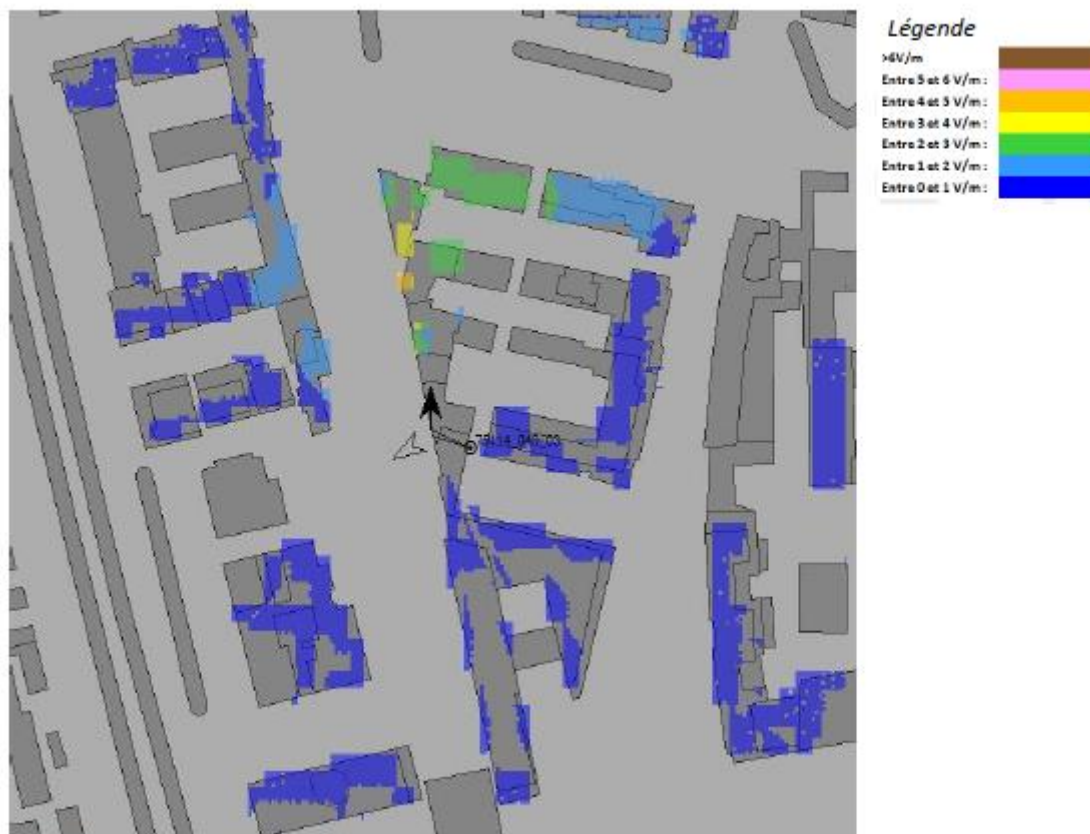 Légende
>6V/m
Entre 5 et 6 V/m :
Entre 4 et 5 V/m :
Entre 3 et 4 V/m :
Entre 2 et 3 V/m :
Entre 1 et 2 V/m :
Entre 0 et 1 V/m :